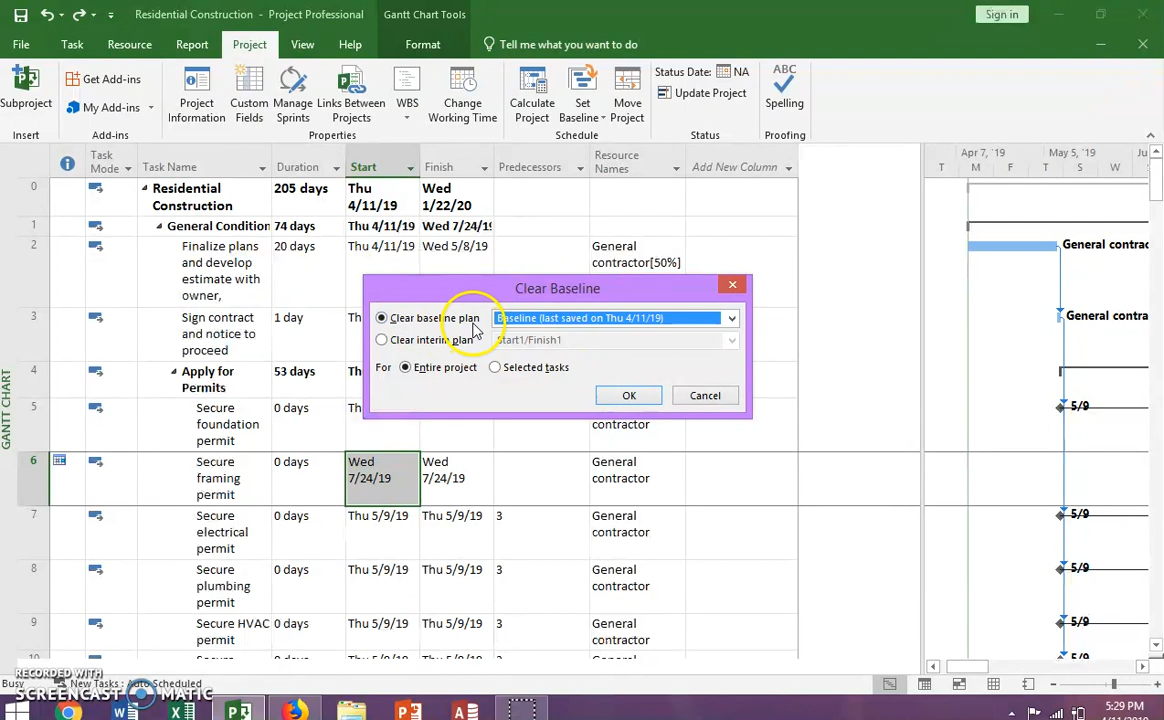 Residential Construction - Project Professional
Gantt Chart Tools
Sign in
File Task Resource Report Project View Help Format Tell me what you want to do
Subproject
Get Add-ins
My Add-ins
Project Information
Custom Fields
Manage Sprints
Links Between Projects
WBS
Change Working Time
Calculate Project
Set Baseline
Move Project
Status Date: NA
Update Project
ABC
Spelling
Insert Add-ins Properties Schedule Status Proofing
Task Mode Task Name Duration Start Finish Predecessors Resource Names Add New Column
Apr 7, '19 May 5, '19 Ju
T M F T S W T
0 Residential Construction 205 days Thu 4/11/19 Wed 1/22/20
1 General Condition 74 days Thu 4/11/19 Wed 7/24/19
2 Finalize plans and develop estimate with owner, 20 days Thu 4/11/19 Wed 5/8/19 General contractor[50%]
General contractor
3 Sign contract and notice to proceed 1 day Th
General contra
4 Apply for Permits 53 days Th
5 Secure foundation permit 0 days Th contractor
5/9
6 Secure framing permit 0 days Wed 7/24/19 Wed 7/24/19 General contractor
7 Secure electrical permit 0 days Thu 5/9/19 Thu 5/9/19 3 General contractor
5/9
8 Secure plumbing permit 0 days Thu 5/9/19 Thu 5/9/19 3 General contractor
5/9
9 Secure HVAC permit 0 days Thu 5/9/19 Thu 5/9/19 3 General contractor
5/9
GANTT CHART
Clear Baseline
Clear baseline plan Baseline (last saved on Thu 4/11/19)
Clear interim plan Start1/Finish1
For Entire project Selected tasks
OK Cancel
RECORDED WITH
SCREENCAST MATIC
Busy New Tasks : Auto Scheduled
5:29 PM